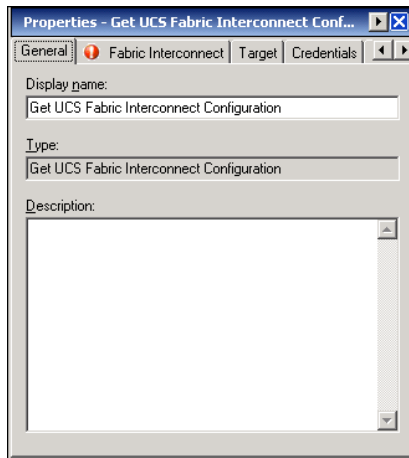 Properties - Get UCS Fabric Interconnect Conf...
General Fabric Interconnect Target Credentials
Display name:
Get UCS Fabric Interconnect Configuration
Type:
Get UCS Fabric Interconnect Configuration
Description: